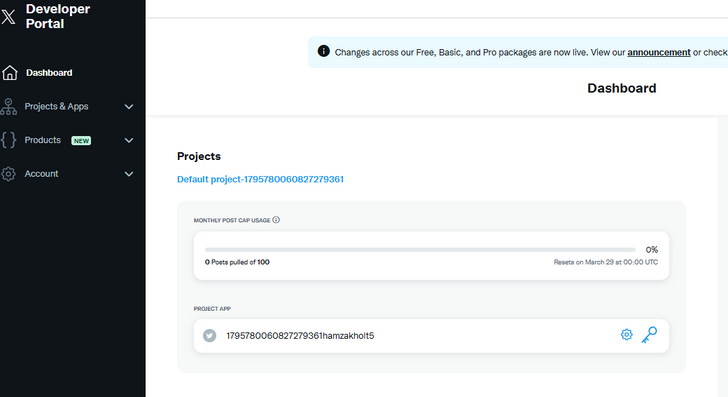 Developer
Portal
Dashboard
Projects & Apps
Products NEW
Account
Changes across our Free, Basic, and Pro packages are now live. View our announcement or check
Dashboard
Projects
Default project-1795780060827279361
MONTHLY POST CAP USAGE
0%
0 Posts pulled of 100
Resets on March 29 at 00:00 UTC
PROJECT APP
1795780060827279361hamzakholt5